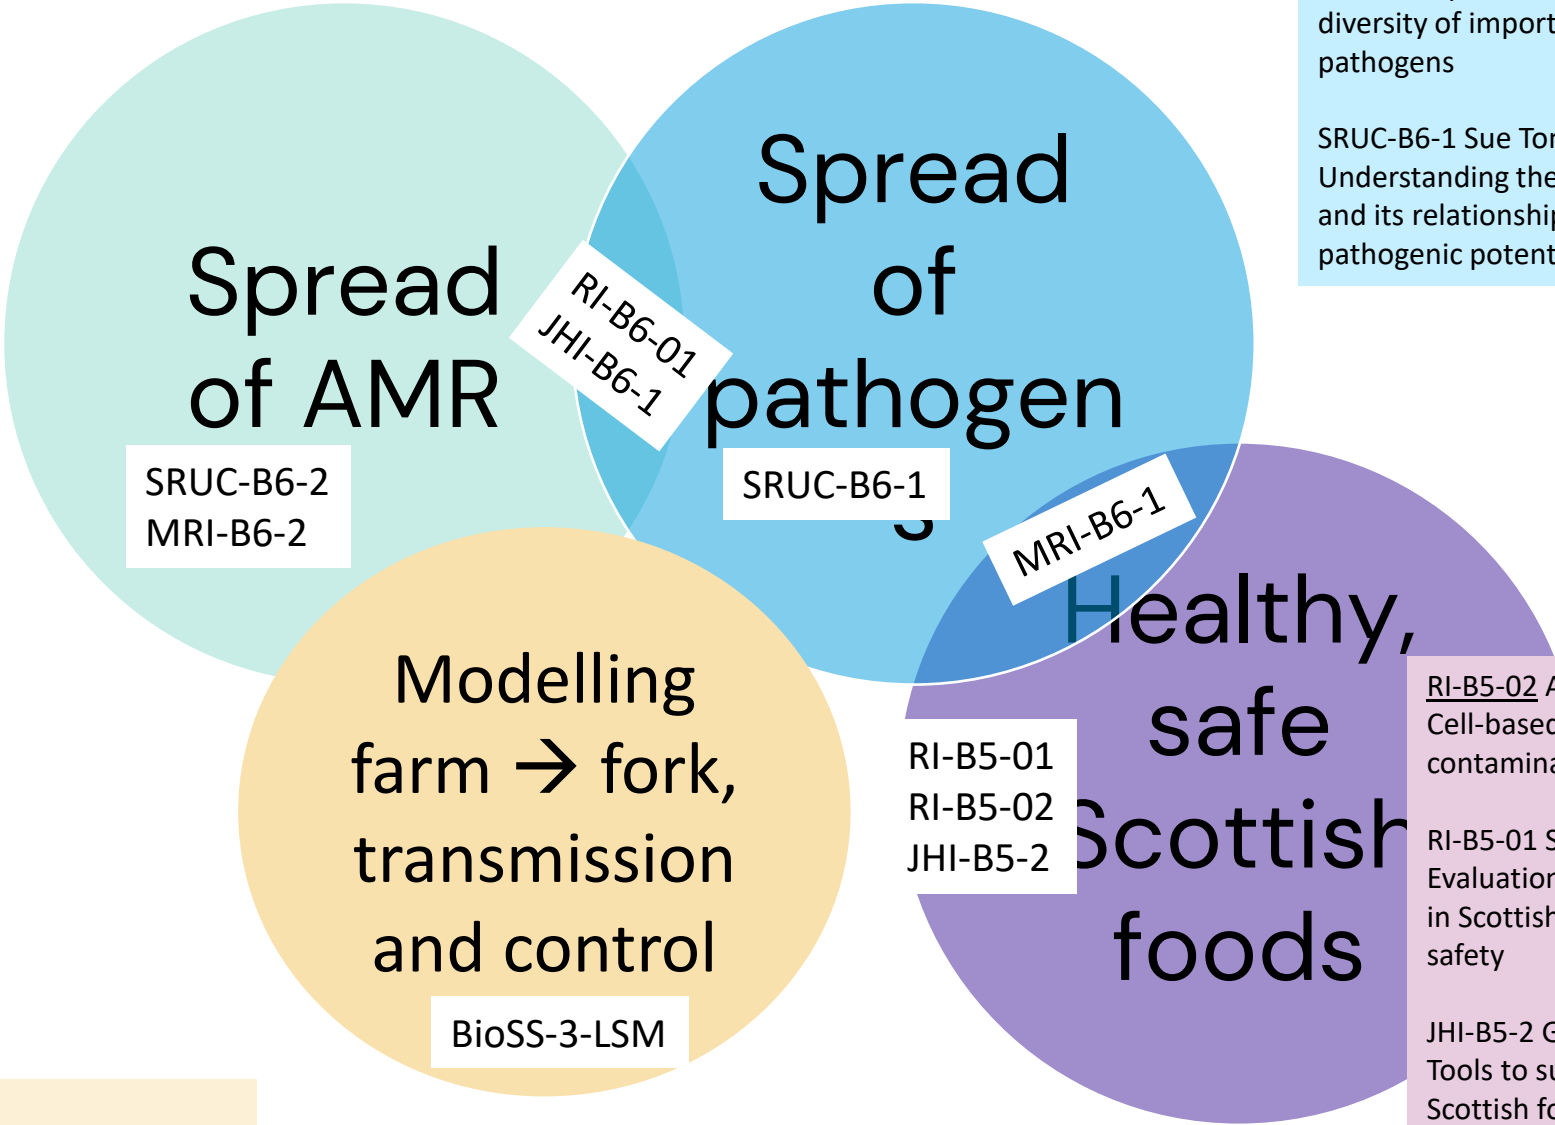 diversity of import
pathogens
SRUC-B6-1 Sue
Understanding the
and its relationship
pathogenic potent
Spread
of AMR
SRUC-B6-2
MRI-B6-2
RI-B6-01
JHI-B6-1
Spread
of
pathogen
s
SRUC-B6-1
MRI-B6-1
Healthy,
safe
Scottish
foods
RI-B5-01
RI-B5-02
JHI-B5-2
Modelling
farm → fork,
transmission
and control
BioSS-3-LSM
RI-B5-02 A
Cell-based
contamina
RI-B5-01 S
Evaluation
in Scottish
safety
JHI-B5-2 G
Tools to su
Scottish fo